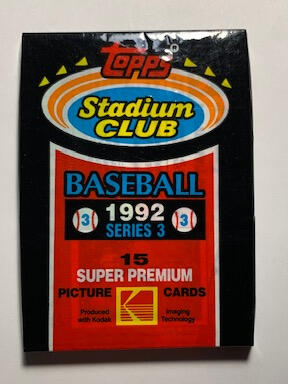 Topps®
Stadium
CLUB
BASEBALL
3 1992 3
SERIES 3
15
SUPER PREMIUM
PICTURE CARDS
Produced Imaging
with Kodak Technology